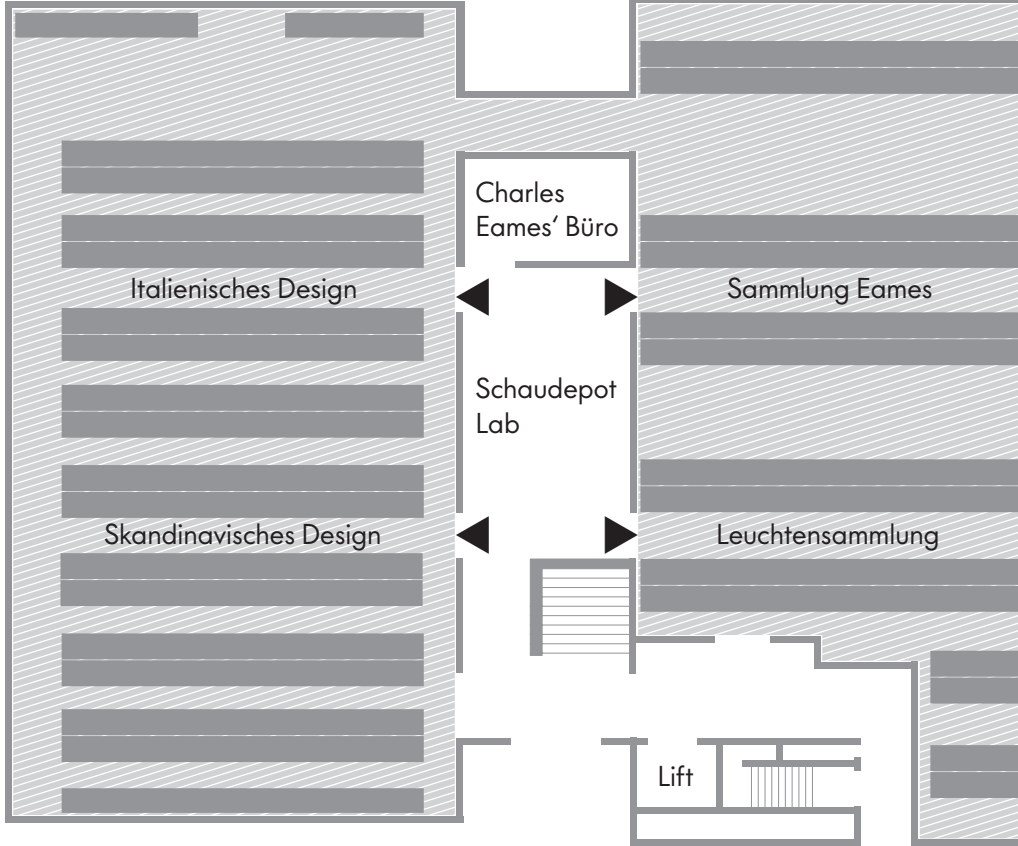 Charles
Eames‘ Büro
Italienisches Design
Sammlung Eames
Schaudepot
Lab
Skandinavisches Design
Leuchtensammlung
Lift